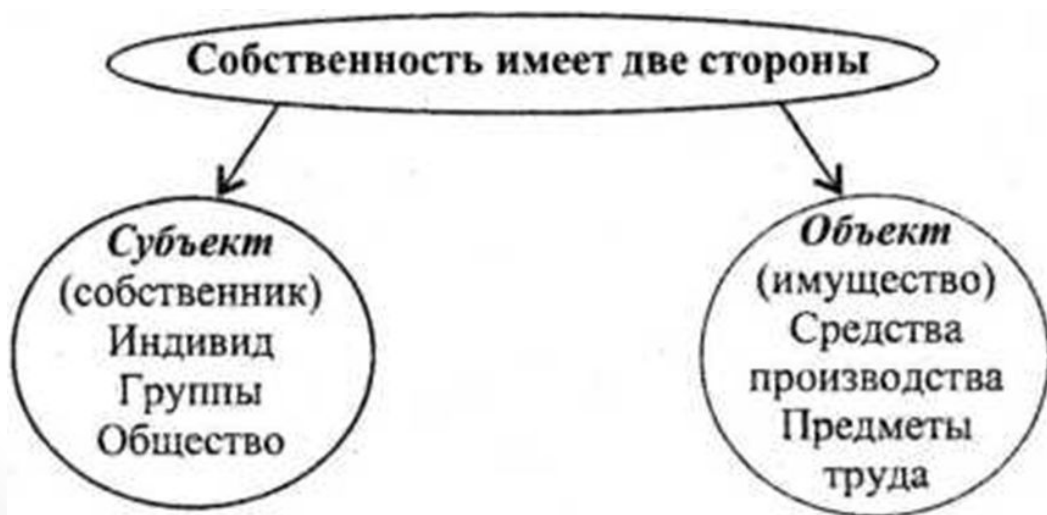 Собственность имеет две стороны
Субъект
(собственник)
Индивид
Группы
Общество
Объект
(имущество)
Средства
производства
Предметы
труда